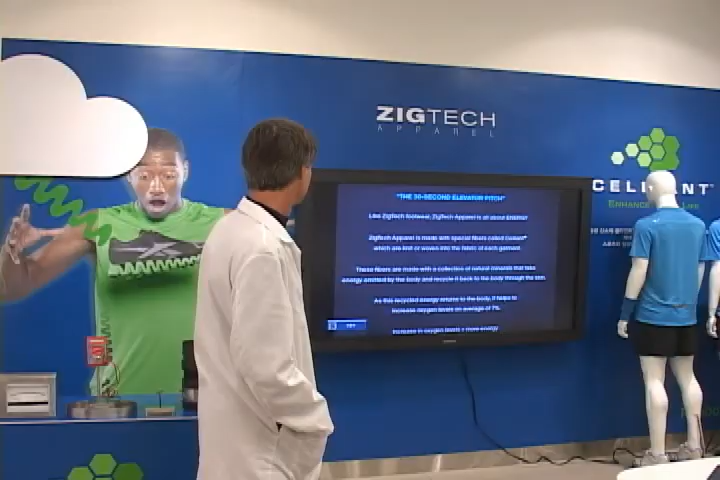 ZIGTECH
APPAREL
"THE 30-SECOND ELEVATOR PITCH"
Like ZigTech footwear, ZigTech Apparel is all about ENERGY!
ZigTech Apparel is made with special fibers called Celliant®
which are knit or woven into the fabric of each garment.
These fibers are made with a collection of natural minerals that take
energy emitted by the body and recycle it back to the body through the skin.
As this recycled energy returns to the body, it helps to
increase oxygen levels an average of 7%.
Increase in oxygen levels = more energy
CELLIANT
ENHANCE LIFE